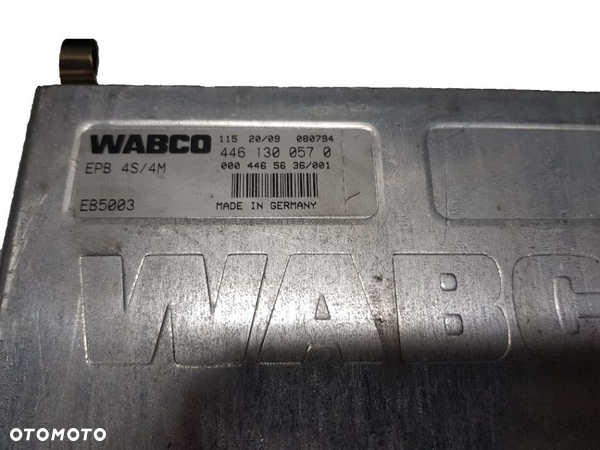 WABCO 115 20/09 080794
446 130 057 0
EPB 4S/4M 000 446 56 36/001
EB5003 MADE IN GERMANY
WABC
OTOMOTO